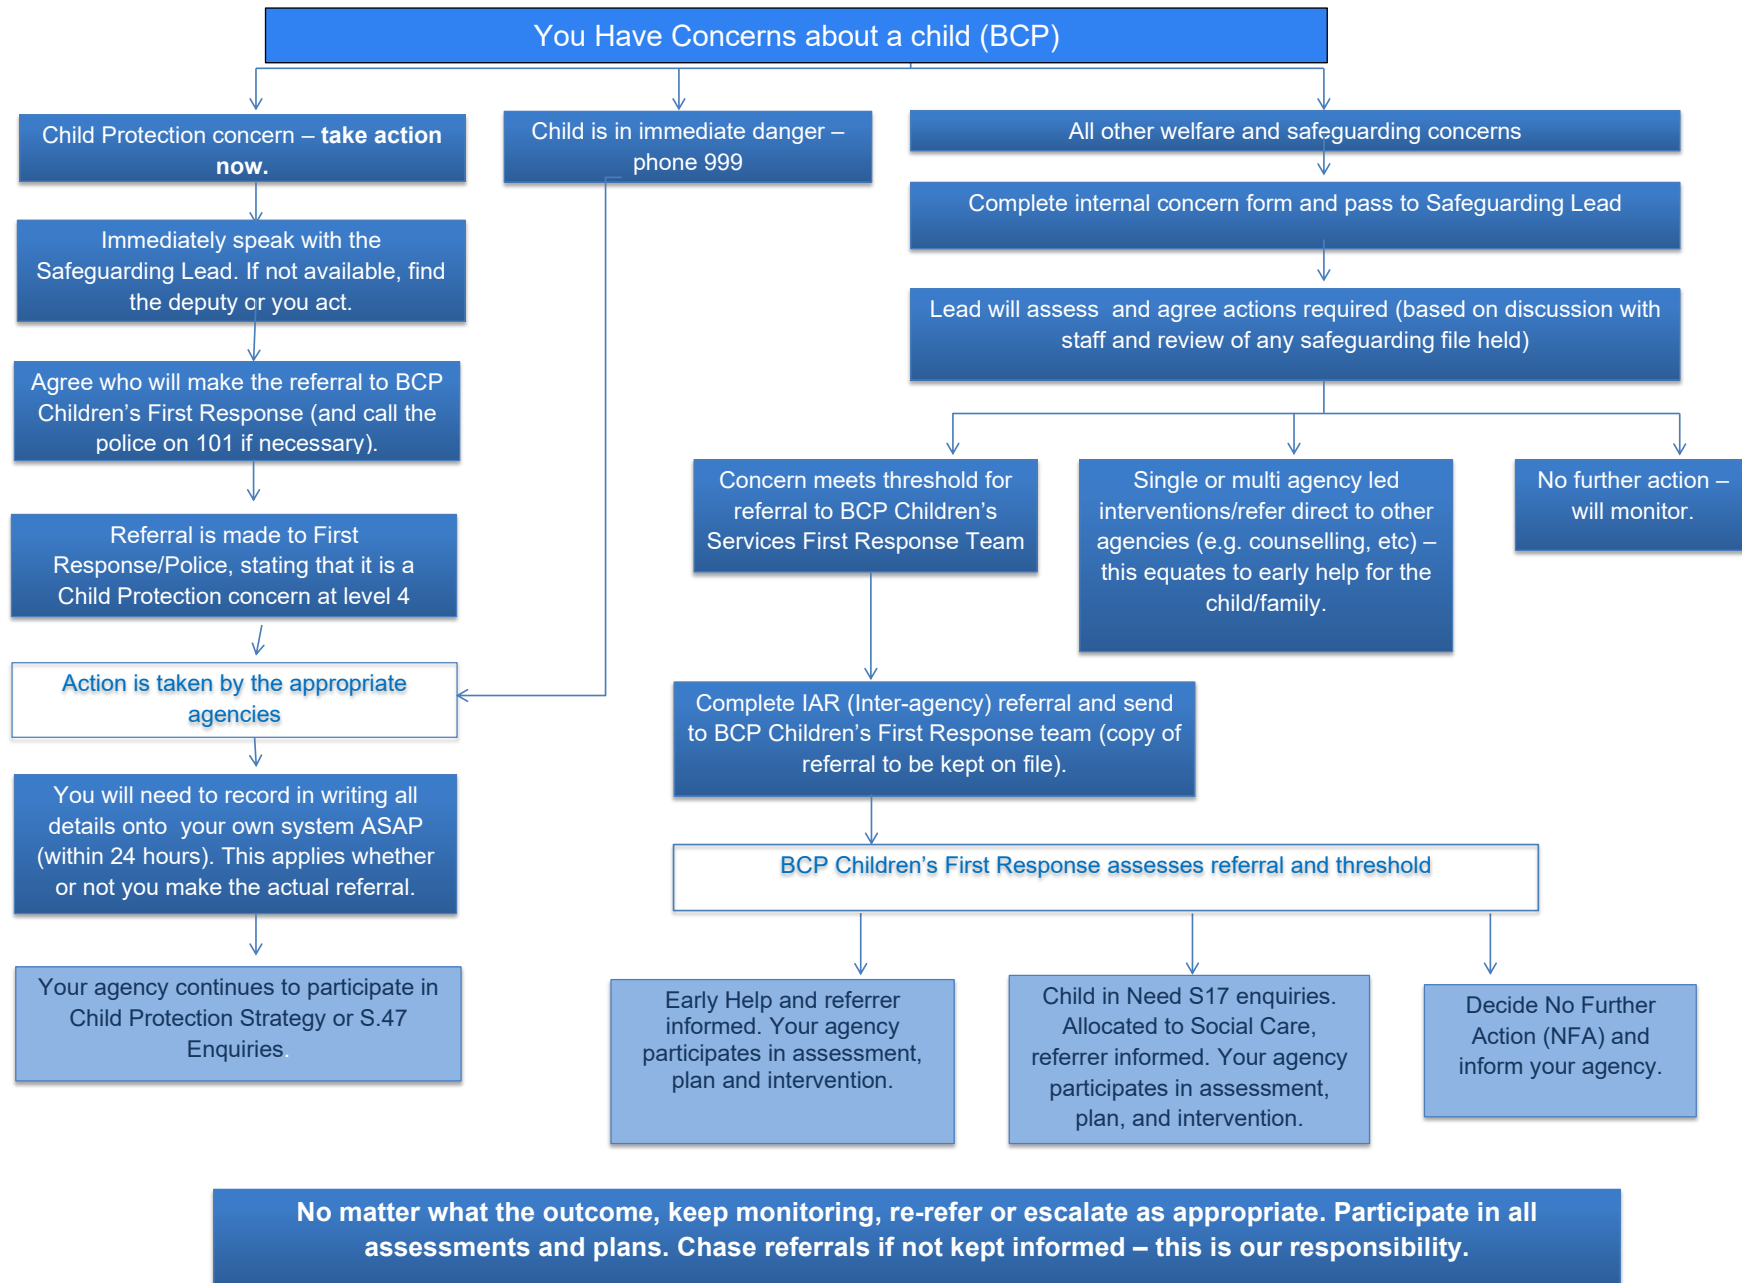 You Have Concerns about a child (BCP)
Child Protection concern – take action
now.
Immediately speak with the
Safeguarding Lead. If not available, find
the deputy or you act.
Agree who will make the referral to BCP
Children’s First Response (and call the
police on 101 if necessary).
Referral is made to First
Response/Police, stating that it is a
Child Protection concern at level 4
Action is taken by the appropriate
agencies
You will need to record in writing all
details onto your own system ASAP
(within 24 hours). This applies whether
or not you make the actual referral.
Your agency continues to participate in
Child Protection Strategy or S.47
Enquiries.
Child is in immediate danger –
phone 999
All other welfare and safeguarding concerns
Complete internal concern form and pass to Safeguarding Lead
Lead will assess and agree actions required (based on discussion with
staff and review of any safeguarding file held)
Concern meets threshold for
referral to BCP Children’s
Services First Response Team
Single or multi agency led
interventions/refer direct to other
agencies (e.g. counselling, etc) –
this equates to early help for the
child/family.
No further action –
will monitor.
Complete IAR (Inter-agency) referral and send
to BCP Children’s First Response team (copy of
referral to be kept on file).
BCP Children’s First Response assesses referral and threshold
Early Help and referrer
informed. Your agency
participates in assessment,
plan and intervention.
Child in Need S17 enquiries.
Allocated to Social Care,
referrer informed. Your agency
participates in assessment,
plan, and intervention.
Decide No Further
Action (NFA) and
inform your agency.
No matter what the outcome, keep monitoring, re-refer or escalate as appropriate. Participate in all
assessments and plans. Chase referrals if not kept informed – this is our responsibility.